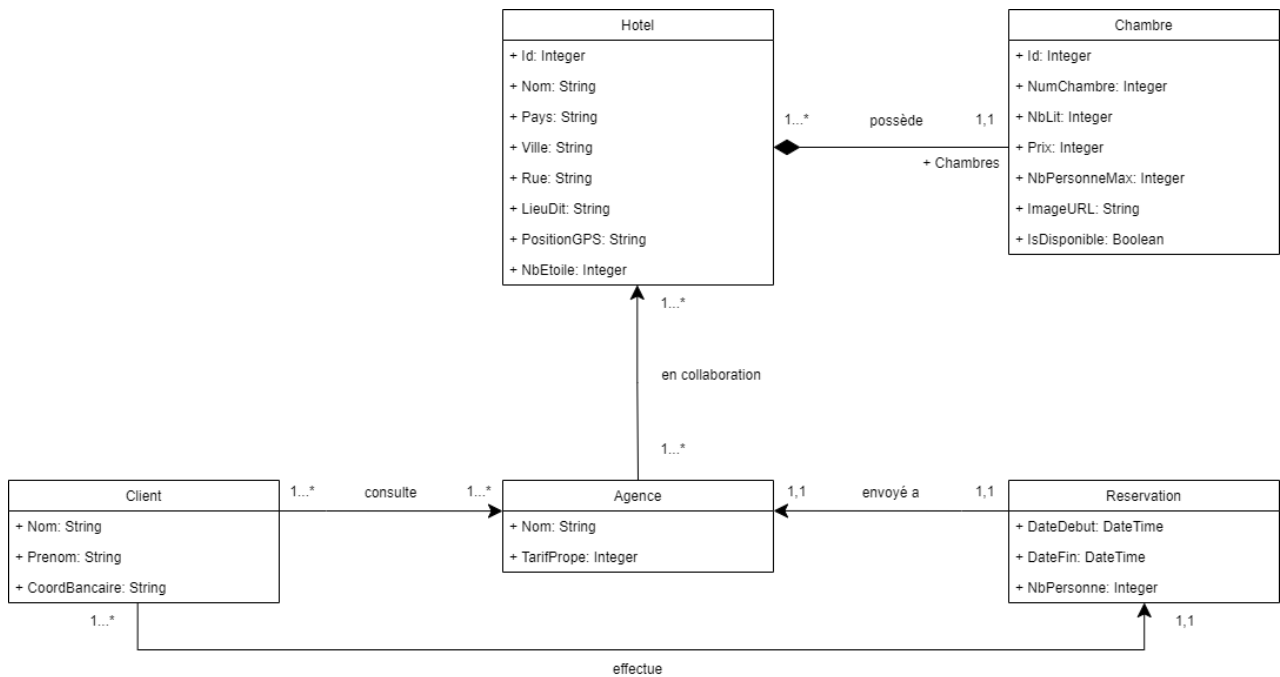 Hotel
+ Id: Integer
+ Nom: String
+ Pays: String
+ Ville: String
+ Rue: String
+ LieuDit: String
+ PositionGPS: String
+ NbEtoile: Integer
Chambre
+ Id: Integer
+ NumChambre: Integer
+ NbLit: Integer
+ Prix: Integer
+ NbPersonneMax: Integer
+ ImageURL: String
+ IsDisponible: Boolean
1...* possède 1,1
+ Chambres
1...*
en collaboration
1...*
Client
+ Nom: String
+ Prenom: String
+ CoordBancaire: String
1...* consulte 1...*
Agence
+ Nom: String
+ TarifPrope: Integer
1,1 envoyé a 1,1
Reservation
+ DateDebut: DateTime
+ DateFin: DateTime
+ NbPersonne: Integer
1...* 1,1
effectue